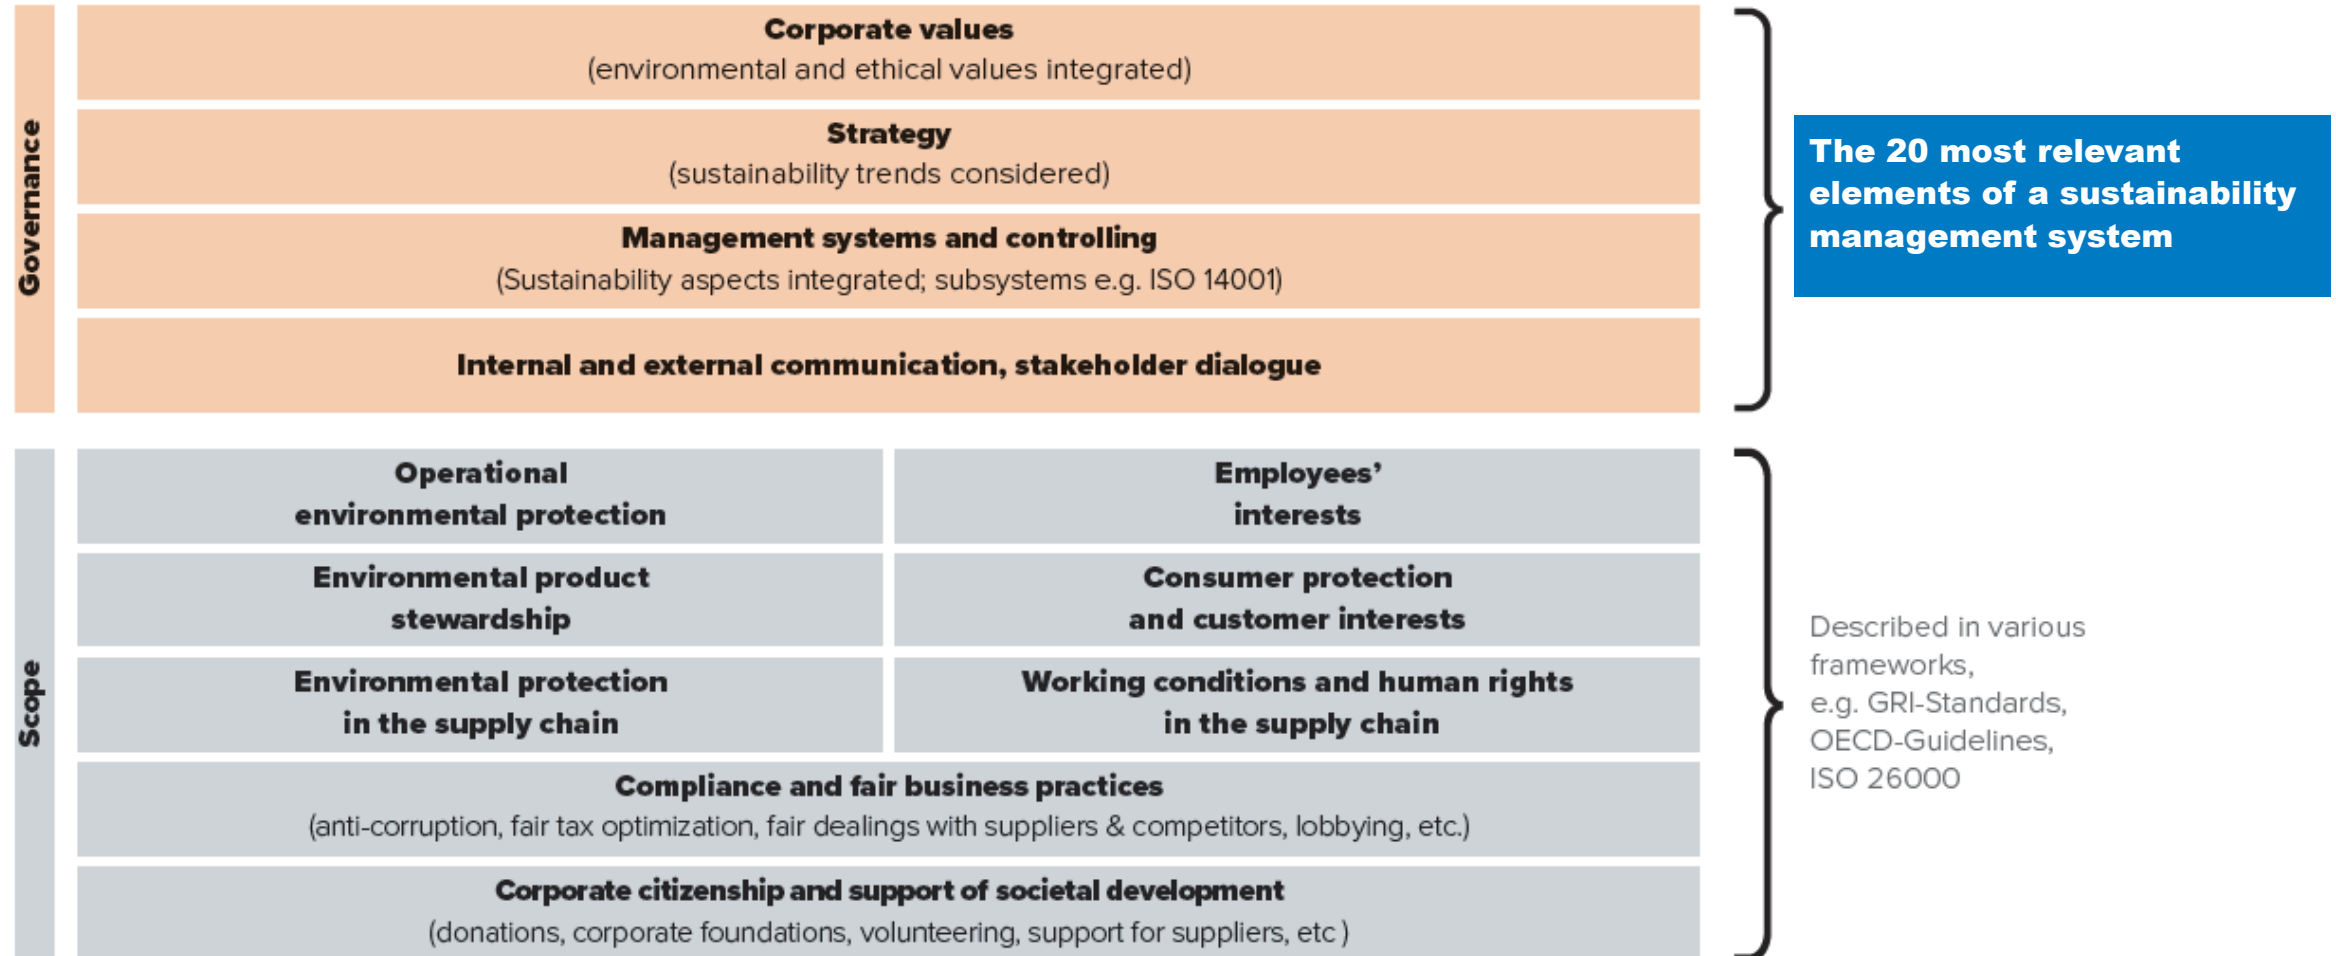 Governance
Corporate values
(environmental and ethical values integrated)
Strategy
(sustainability trends considered)
Management systems and controlling
(Sustainability aspects integrated; subsystems e.g. ISO 14001)
Internal and external communication, stakeholder dialogue
The 20 most relevant
elements of a sustainability
management system
Scope
Operational
environmental protection
Employees’
interests
Environmental product
stewardship
Consumer protection
and customer interests
Environmental protection
in the supply chain
Working conditions and human rights
in the supply chain
Compliance and fair business practices
(anti-corruption, fair tax optimization, fair dealings with suppliers & competitors, lobbying, etc.)
Corporate citizenship and support of societal development
(donations, corporate foundations, volunteering, support for suppliers, etc )
Described in various
frameworks,
e.g. GRI-Standards,
OECD-Guidelines,
ISO 26000